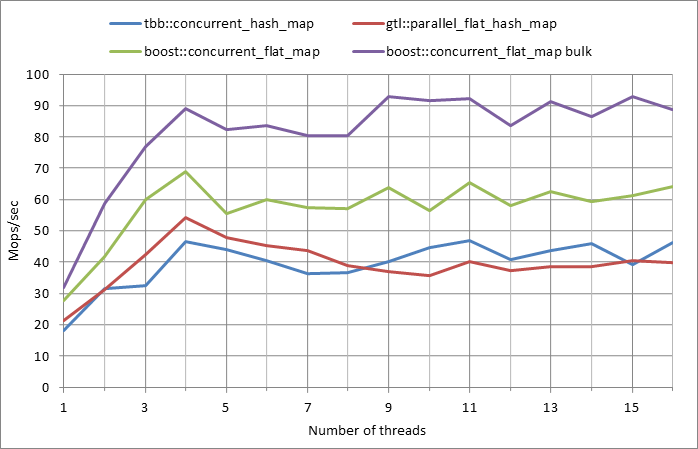 tbb::concurrent_hash_map gtl::parallel_flat_hash_map
boost::concurrent_flat_map boost::concurrent_flat_map bulk
100
90
80
70
60
50
40
30
20
10
0
Mops/sec
1 3 5 7 9 11 13 15
Number of threads